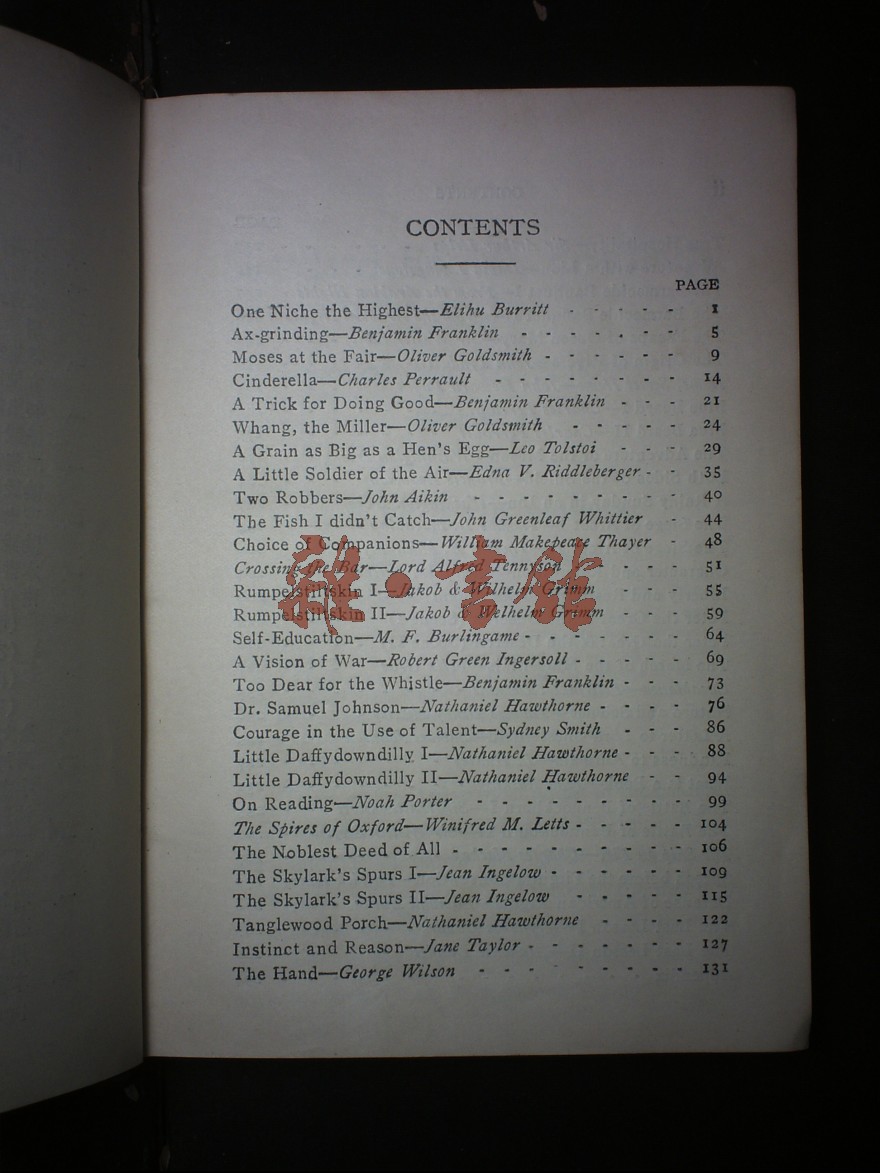 CONTENTS
PAGE
One Niche the Highest—Elihu Burritt - - - - - 1
Ax-grinding—Benjamin Franklin - - - - - - - 5
Moses at the Fair—Oliver Goldsmith - - - - - - 9
Cinderella—Charles Perrault - - - - - - - - 14
A Trick for Doing Good—Benjamin Franklin - - - 21
Whang, the Miller—Oliver Goldsmith - - - - - 24
A Grain as Big as a Hen's Egg—Leo Tolstoi - - - 29
A Little Soldier of the Air—Edna V. Riddleberger - - 35
Two Robbers—John Aikin - - - - - - - - 40
The Fish I didn't Catch—John Greenleaf Whittier - 44
Choice of Companions—William Makepeace Thayer - 48
Crossing the Bar—Lord Alfred Tennyson - - - - 51
Rumpelstiltskin I—Jakob & Wilhelm Grimm - - - 55
Rumpelstiltskin II—Jakob & Welhelm Grimm - - - 59
Self-Education—M. F. Burlingame - - - - - - - 64
A Vision of War—Robert Green Ingersoll - - - - - 69
Too Dear for the Whistle—Benjamin Franklin - - - 73
Dr. Samuel Johnson—Nathaniel Hawthorne - - - - 76
Courage in the Use of Talent—Sydney Smith - - - 86
Little Daffydowndilly I—Nathaniel Hawthorne - - - 88
Little Daffydowndilly II—Nathaniel Hawthorne - - 94
On Reading—Noah Porter - - - - - - - - - 99
The Spires of Oxford—Winifred M. Letts - - - - - 104
The Noblest Deed of All - - - - - - - - - 106
The Skylark's Spurs I—Jean Ingelow - - - - - - 109
The Skylark's Spurs II—Jean Ingelow - - - - - 115
Tanglewood Porch—Nathaniel Hawthorne - - - - 122
Instinct and Reason—Jane Taylor - - - - - - - 127
The Hand—George Wilson - - - - - - - - - 131
雜·書館